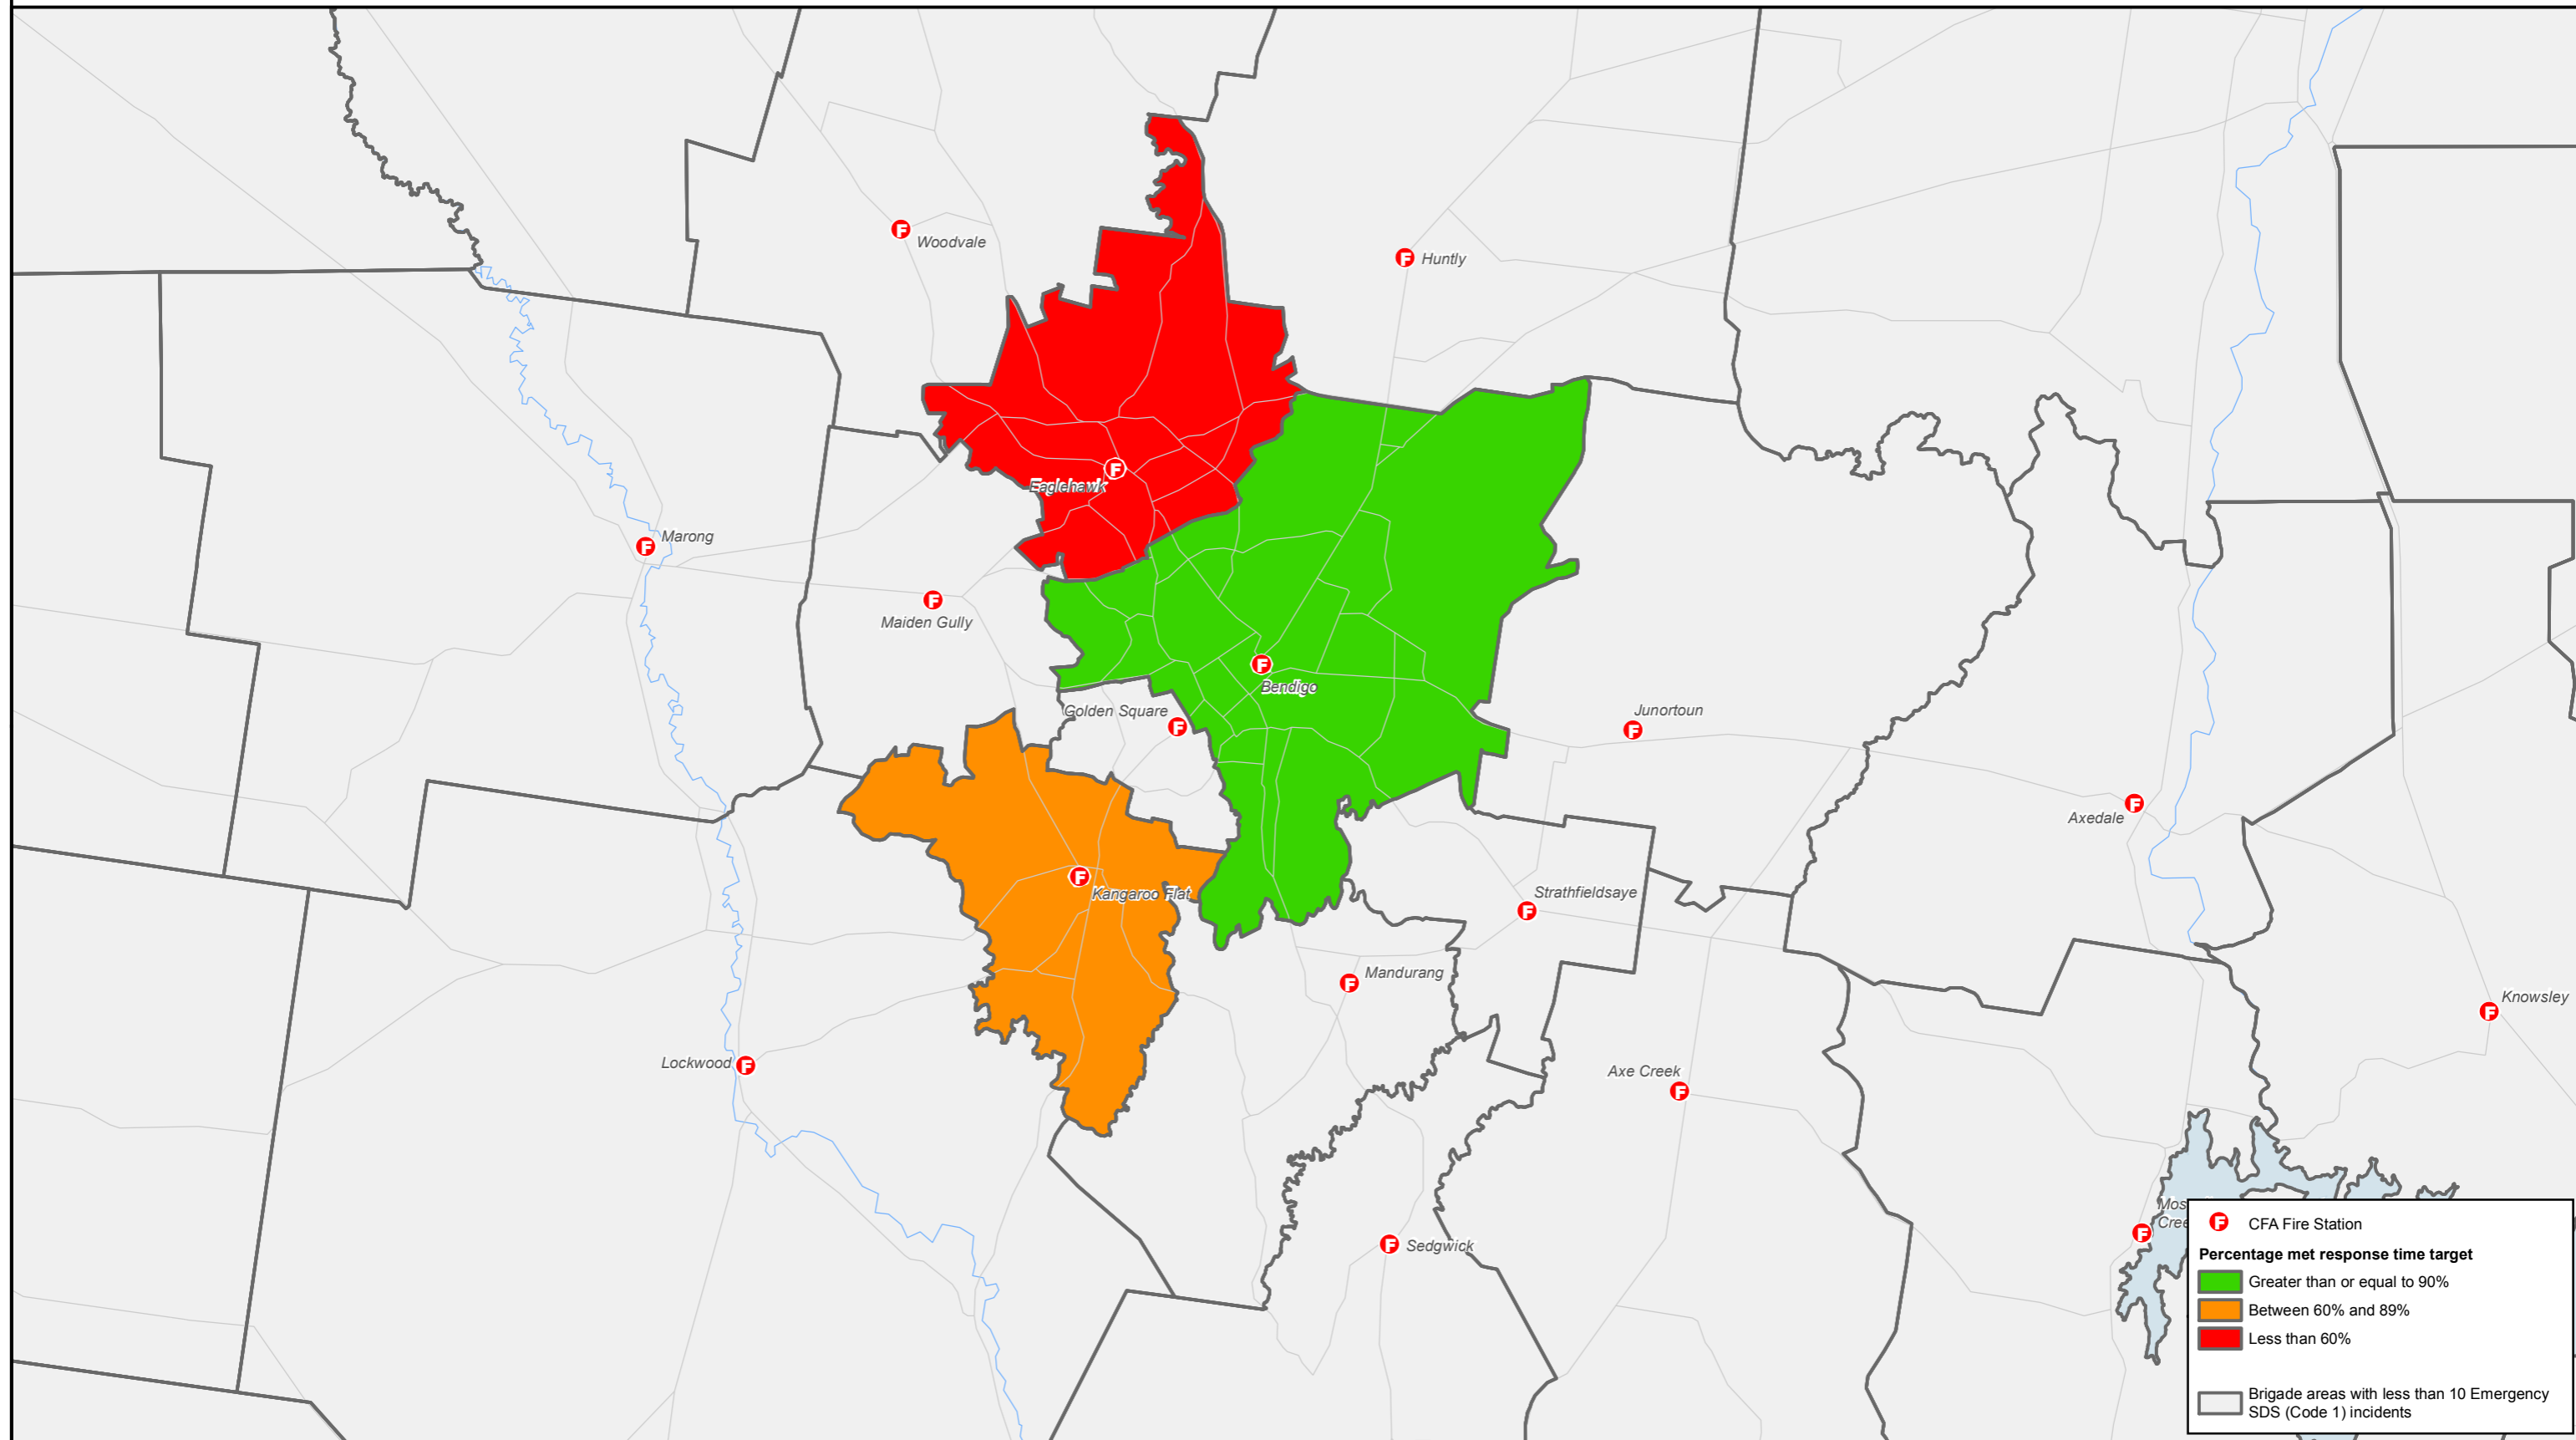 Woodvale
Huntly
Eaglehawk
Marong
Maiden Gully
Bendigo
Golden Square
Junortoun
Axedale
Kangaroo Flat
Strathfieldsaye
Mandurang
Knowsley
Lockwood
Axe Creek
Sedgwick
F CFA Fire Station
Percentage met response time target
Greater than or equal to 90%
Between 60% and 89%
Less than 60%
Brigade areas with less than 10 Emergency
SDS (Code 1) incidents